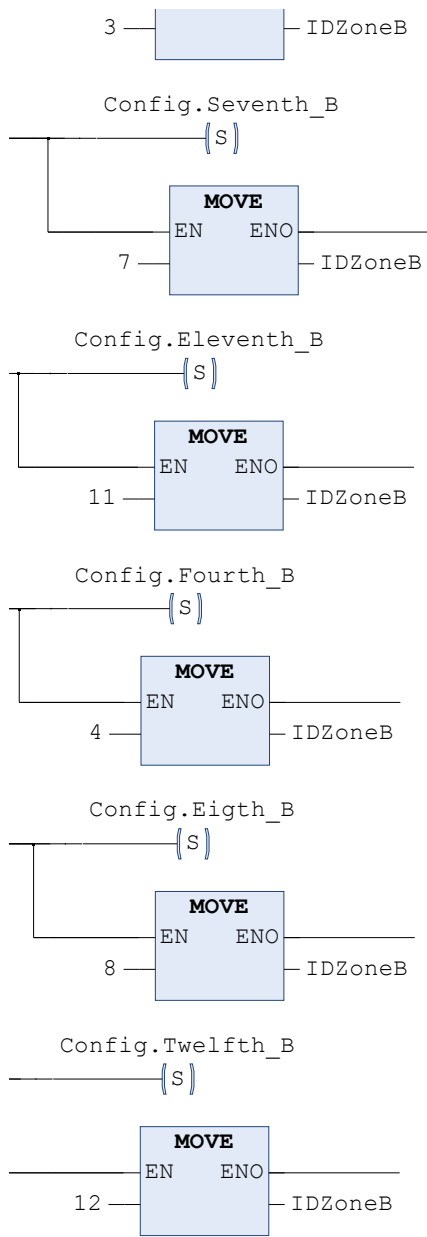 3 IDZoneB
Config.Seventh_B
S
MOVE
EN ENO
7 IDZoneB
Config.Eleventh_B
S
MOVE
EN ENO
11 IDZoneB
Config.Fourth_B
S
MOVE
EN ENO
4 IDZoneB
Config.Eigth_B
S
MOVE
EN ENO
8 IDZoneB
Config.Twelfth_B
S
MOVE
EN ENO
12 IDZoneB